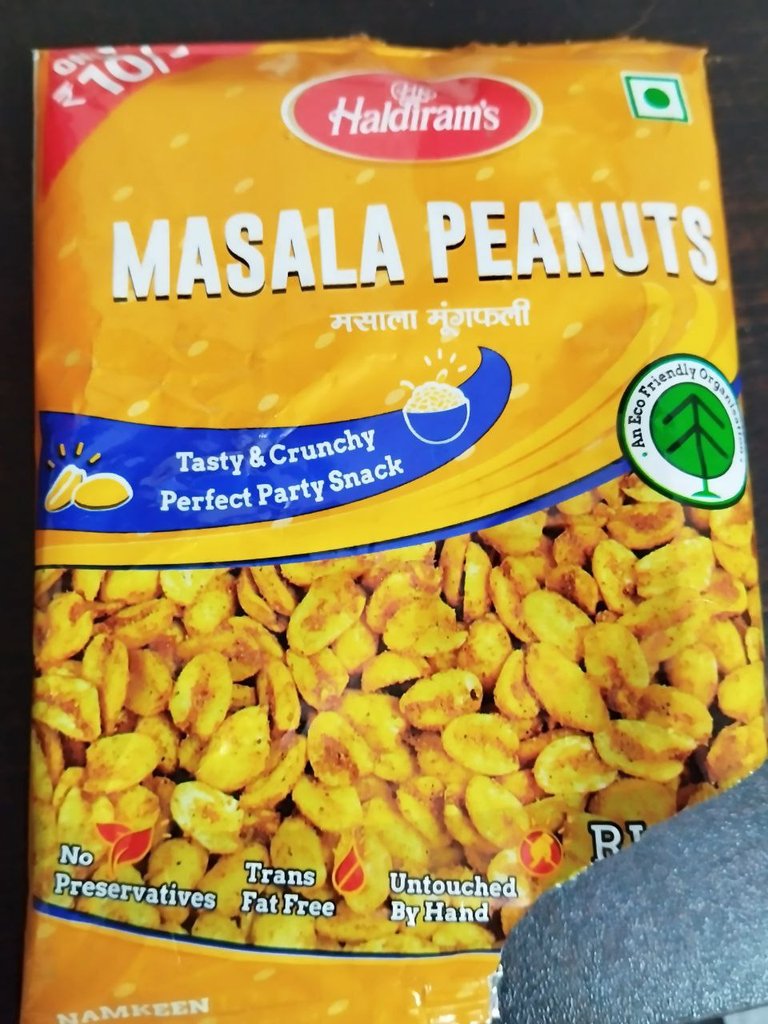 ₹10/-
Haldiram's
MASALA PEANUTS
मसाला मूंगफली
An Eco Friendly Organisation
Tasty & Crunchy
Perfect Party Snack
No
Preservatives
Trans
Fat Free
Untouched
By Hand
NAMKEEN